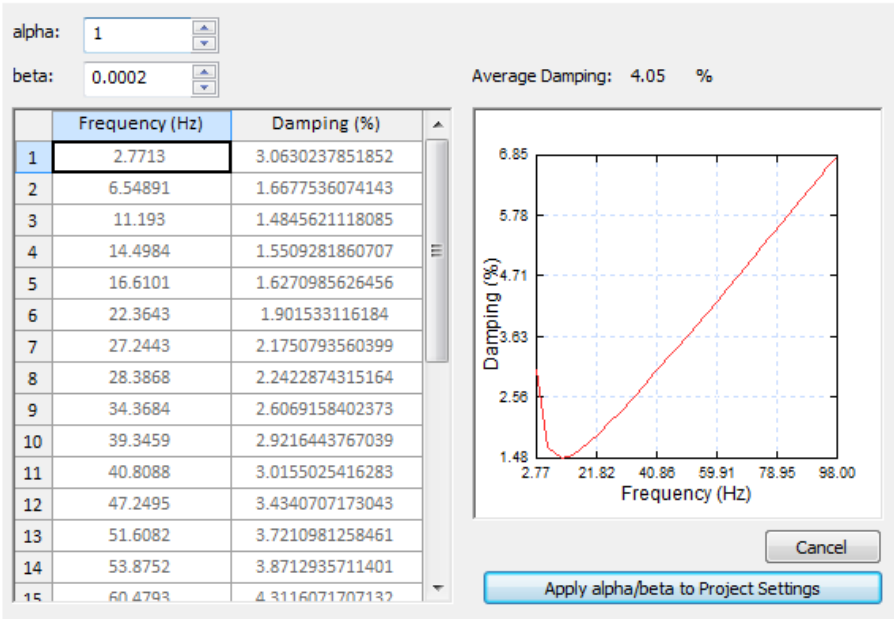 alpha: 1
beta: 0.0002
Average Damping: 4.05 %
Frequency (Hz) Damping (%)
1 2.7713 3.0630237851852
2 6.54891 1.6677536074143
3 11.193 1.4845621118085
4 14.4984 1.5509281860707
5 16.6101 1.6270985626456
6 22.3643 1.901533116184
7 27.2443 2.1750793560399
8 28.3868 2.2422874315164
9 34.3684 2.6069158402373
10 39.3459 2.9216443767039
11 40.8088 3.0155025416283
12 47.2495 3.4340707173043
13 51.6082 3.7210981258461
14 53.8752 3.8712935711401
15 60.4793 4.3116071707132
6.85
5.78
4.71
3.63
2.56
1.48
Damping (%)
2.77 21.82 40.86 59.91 78.95 98.00
Frequency (Hz)
Cancel
Apply alpha/beta to Project Settings